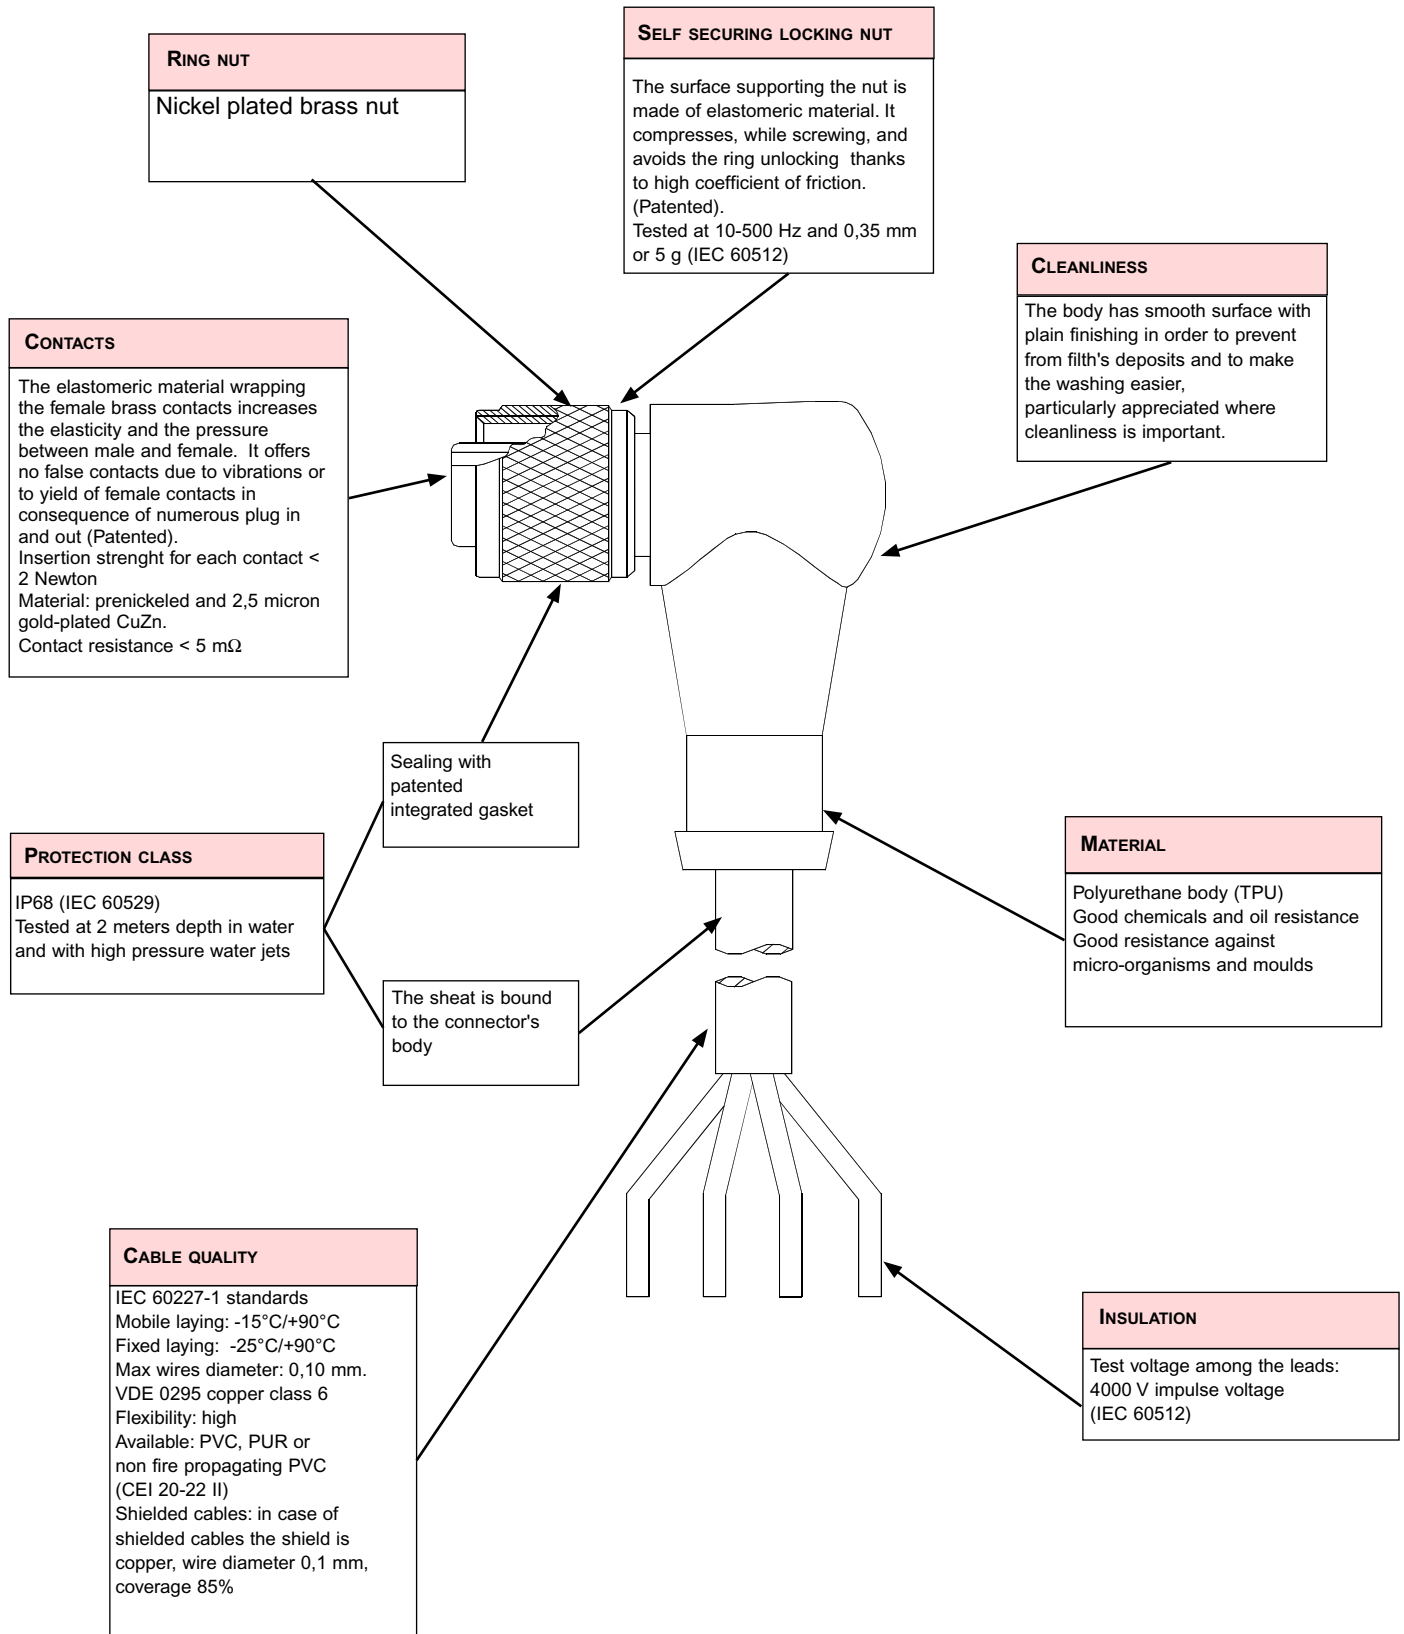 RING NUT
Nickel plated brass nut
SELF SECURING LOCKING NUT
The surface supporting the nut is
made of elastomeric material. It
compresses, while screwing, and
avoids the ring unlocking thanks
to high coefficient of friction.
(Patented).
Tested at 10-500 Hz and 0,35 mm
or 5 g (IEC 60512)
CLEANLINESS
The body has smooth surface with
plain finishing in order to prevent
from filth's deposits and to make
the washing easier,
particularly appreciated where
cleanliness is important.
CONTACTS
The elastomeric material wrapping
the female brass contacts increases
the elasticity and the pressure
between male and female. It offers
no false contacts due to vibrations or
to yield of female contacts in
consequence of numerous plug in
and out (Patented).
Insertion strenght for each contact <
2 Newton
Material: prenickeled and 2,5 micron
gold-plated CuZn.
Contact resistance < 5 mΩ
Sealing with
patented
integrated gasket
PROTECTION CLASS
IP68 (IEC 60529)
Tested at 2 meters depth in water
and with high pressure water jets
The sheat is bound
to the connector's
body
MATERIAL
Polyurethane body (TPU)
Good chemicals and oil resistance
Good resistance against
micro-organisms and moulds
CABLE QUALITY
IEC 60227-1 standards
Mobile laying: -15°C/+90°C
Fixed laying: -25°C/+90°C
Max wires diameter: 0,10 mm.
VDE 0295 copper class 6
Flexibility: high
Available: PVC, PUR or
non fire propagating PVC
(CEI 20-22 II)
Shielded cables: in case of
shielded cables the shield is
copper, wire diameter 0,1 mm,
coverage 85%
INSULATION
Test voltage among the leads:
4000 V impulse voltage
(IEC 60512)